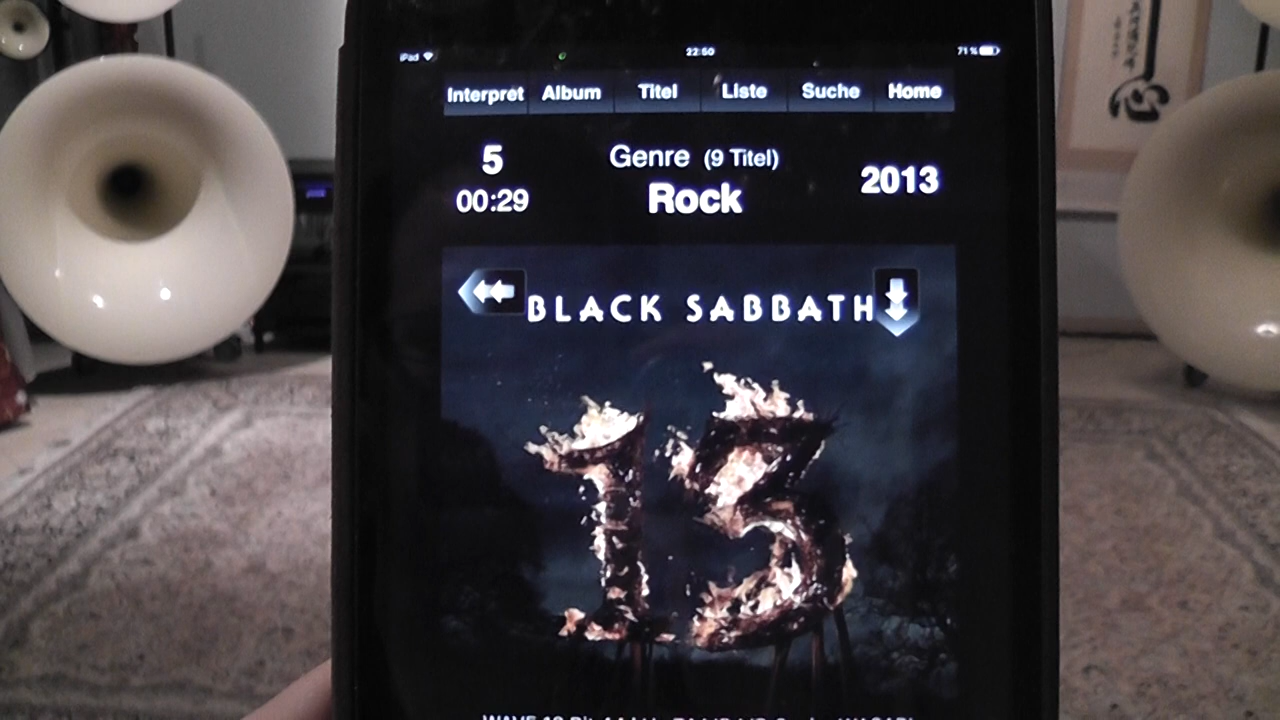 iPad 22:50 71 %
Interpret Album Titel Liste Suche Home
5 Genre (9 Titel) 2013
00:29 Rock
BLACK SABBATH
13